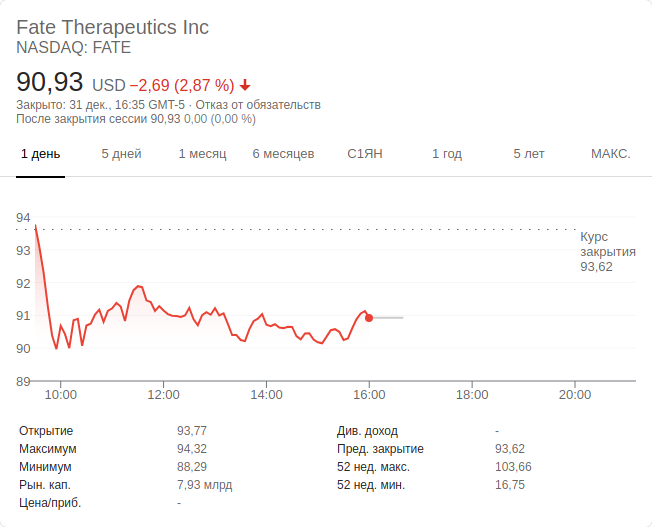 Fate Therapeutics Inc
NASDAQ: FATE
90,93 USD −2,69 (2,87 %)
Закрыто: 31 дек., 16:35 GMT-5 · Отказ от обязательств
После закрытия сессии 90,93 0,00 (0,00 %)
1 день 5 дней 1 месяц 6 месяцев С1ЯН 1 год 5 лет МАКС.
94
Курс
93
закрытия
93,62
92
91
90
89
10:00 12:00 14:00 16:00 18:00 20:00
Открытие 93,77 Див. доход -
Максимум 94,32 Пред. закрытие 93,62
Минимум 88,29 52 нед. макс. 103,66
Рын. кап. 7,93 млрд 52 нед. мин. 16,75
Цена/приб. -